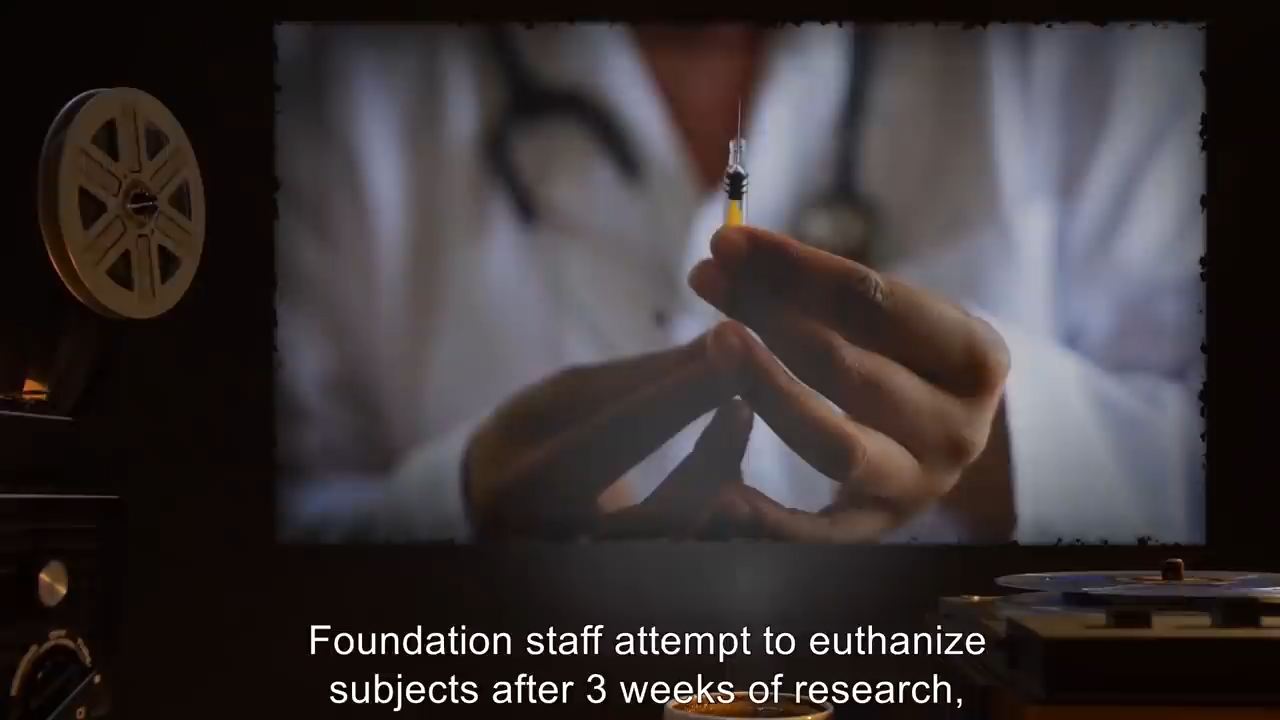 Foundation staff attempt to euthanize
subjects after 3 weeks of research,